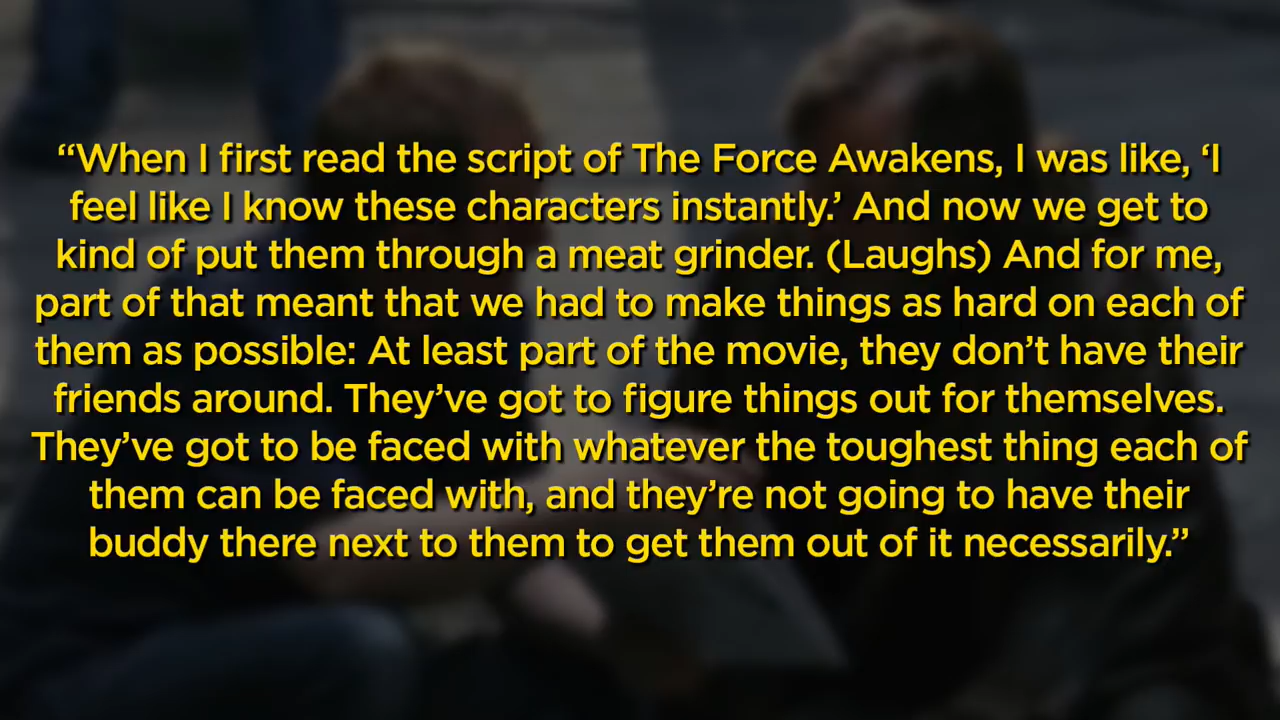 “When I first read the script of The Force Awakens, I was like, ‘I
feel like I know these characters instantly.’ And now we get to
kind of put them through a meat grinder. (Laughs) And for me,
part of that meant that we had to make things as hard on each of
them as possible: At least part of the movie, they don’t have their
friends around. They’ve got to figure things out for themselves.
They’ve got to be faced with whatever the toughest thing each of
them can be faced with, and they’re not going to have their
buddy there next to them to get them out of it necessarily.”